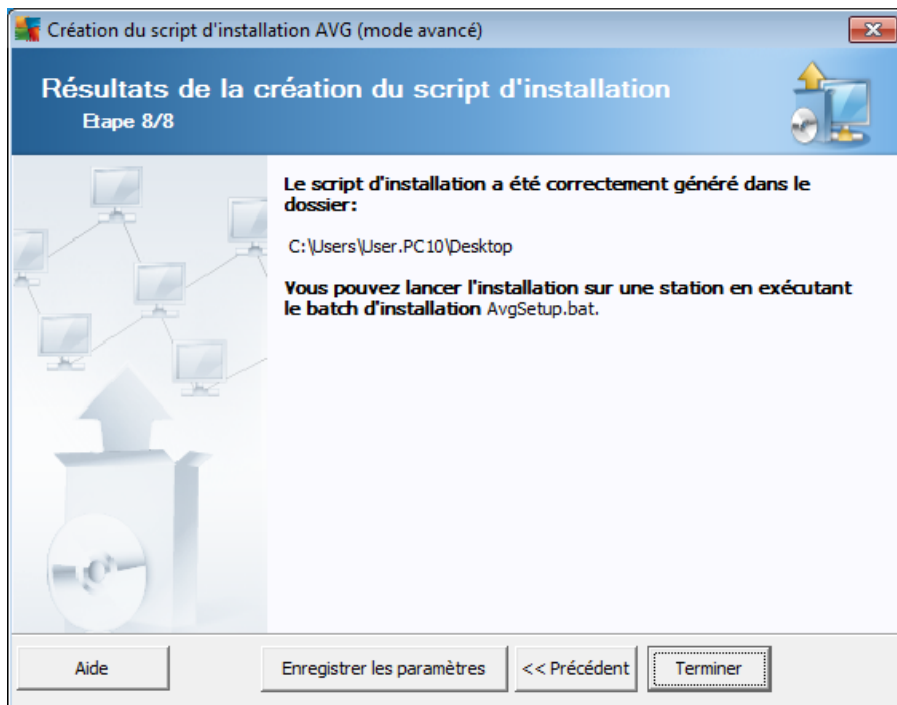 Création du script d'installation AVG (mode avancé)
Résultats de la création du script d'installation
Etape 8/8
Le script d'installation a été correctement généré dans le
dossier:
C:\Users\User.PC10\Desktop
Vous pouvez lancer l'installation sur une station en exécutant
le batch d'installation AvgSetup.bat.
Aide
Enregistrer les paramètres
<< Précédent
Terminer